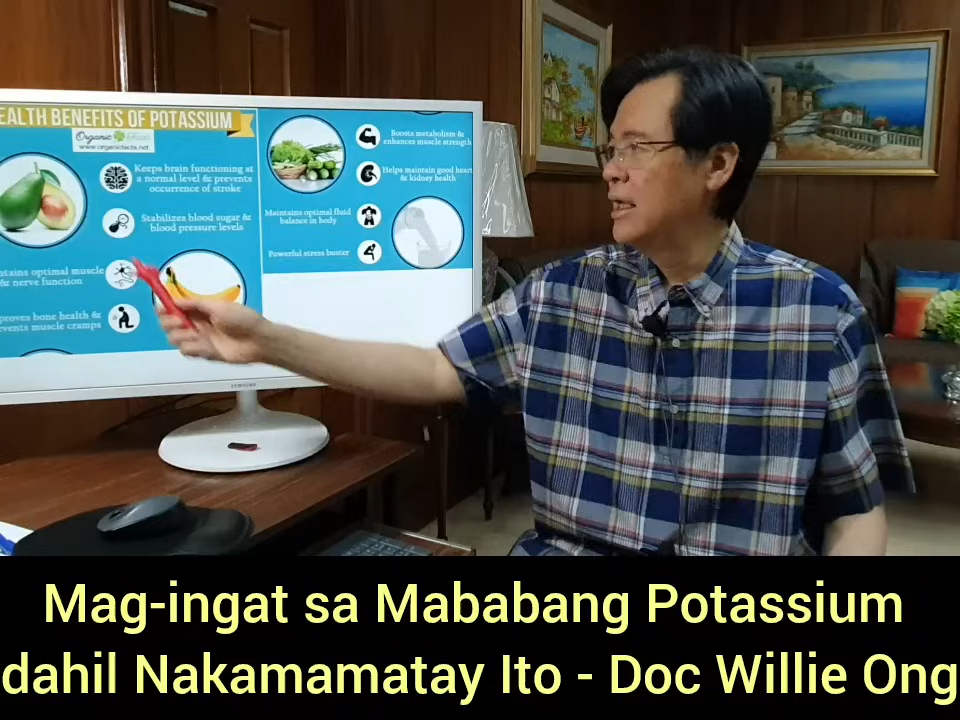 EALTH BENEFITS OF POTASSIUM
Organic
www.organicfacts.net
Keeps brain functioning at
a normal level & prevents
occurrence of stroke
Stabilizes blood sugar &
blood pressure levels
ntains optimal muscle
& nerve function
proves bone health &
events muscle cramps
Boosts metabolism &
enhances muscle strength
Helps maintain good heart
& kidney health
Maintains optimal fluid
balance in body
Powerful stress buster
SAMSUNG
Mag-ingat sa Mababang Potassium
dahil Nakamamatay Ito - Doc Willie Ong